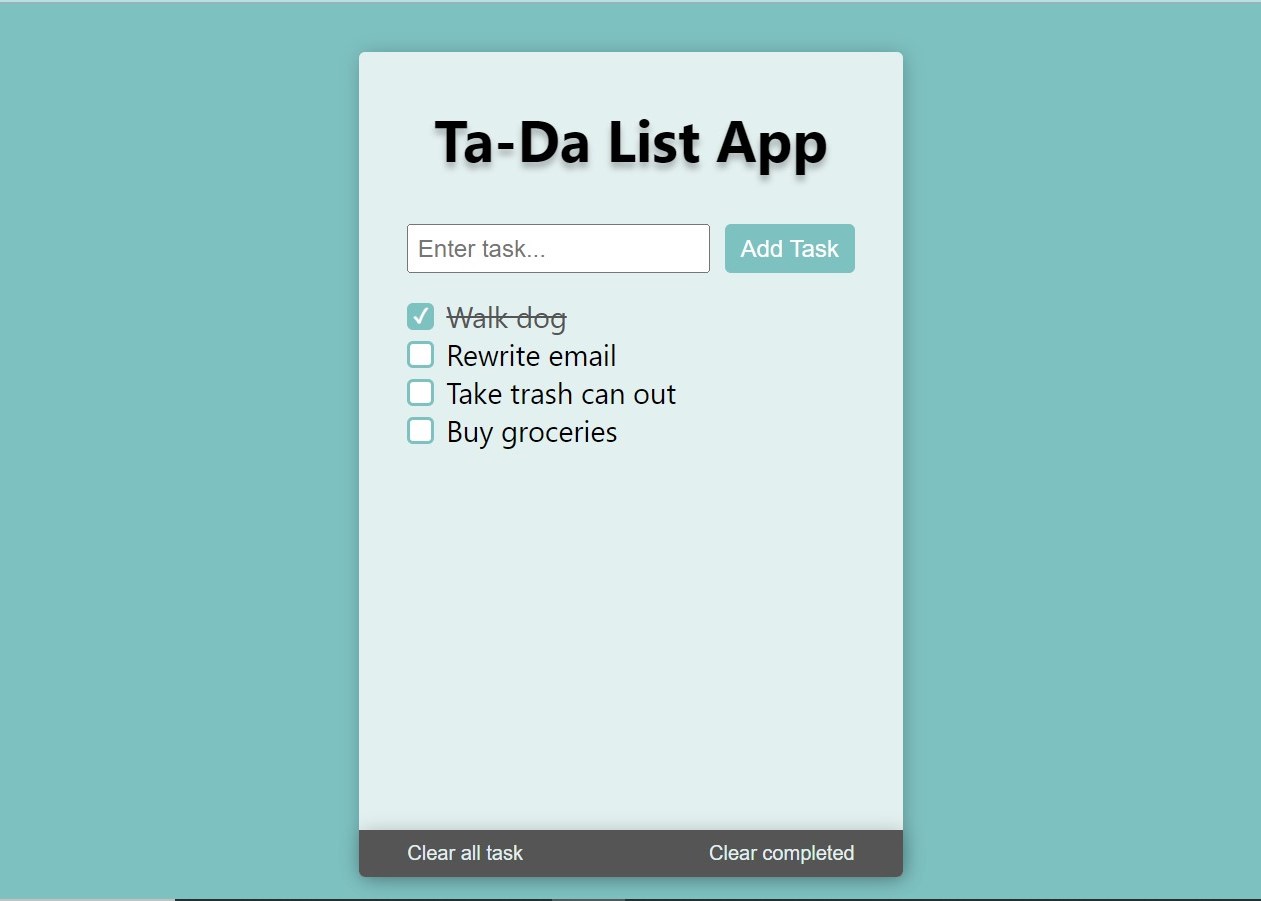 Ta-Da List App
Enter task...
Add Task
Walk dog
Rewrite email
Take trash can out
Buy groceries
Clear all task
Clear completed